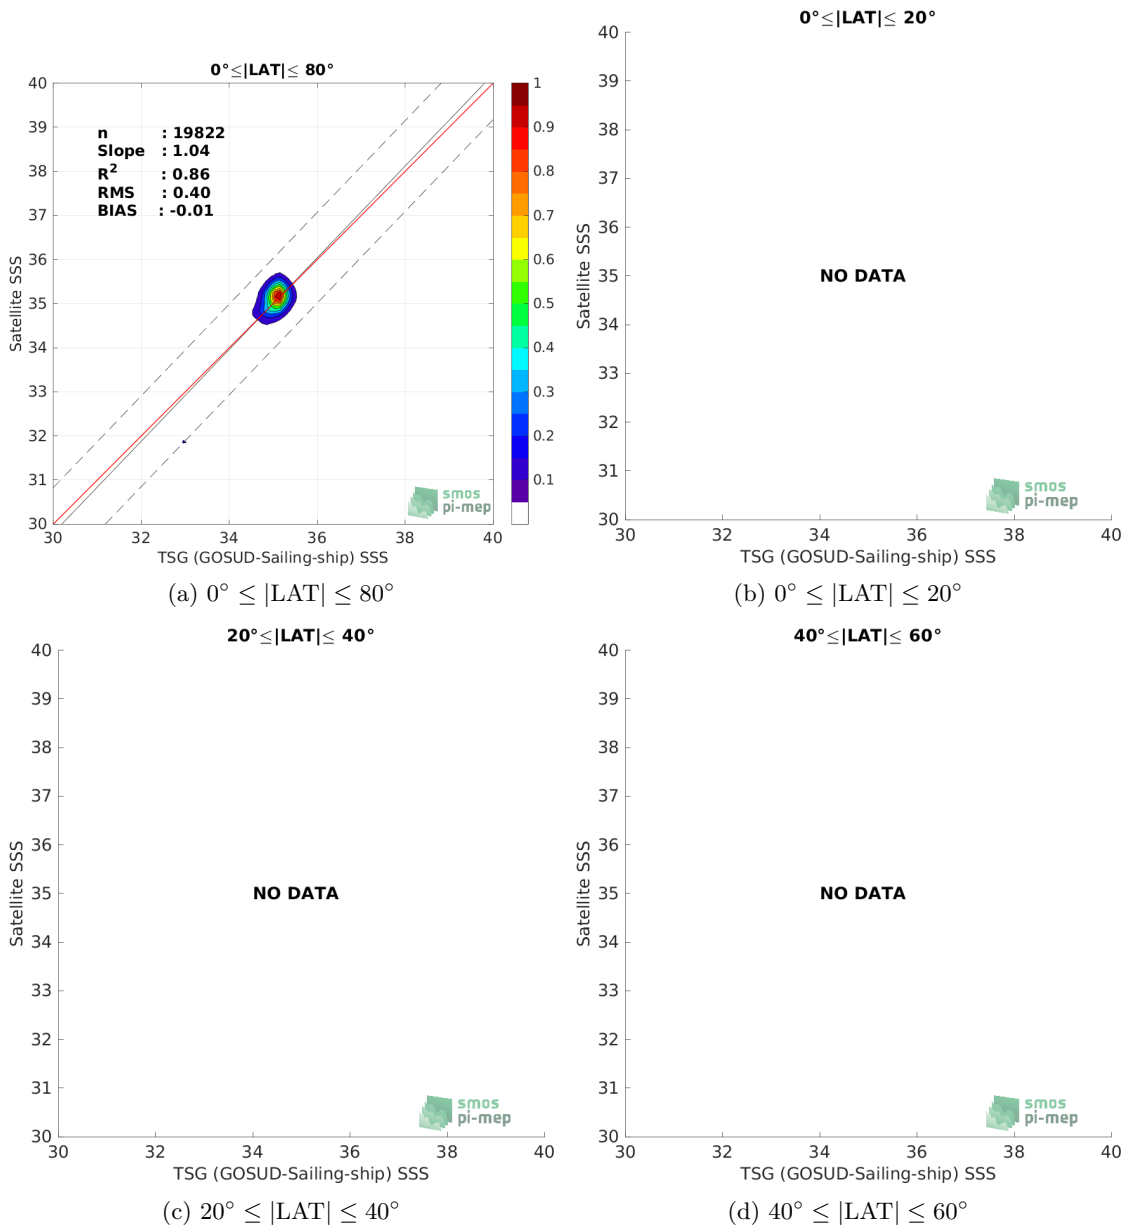 0°≤|LAT|≤ 80°
40
39
38
37
36
35
34
33
32
31
30
30
32
34
36
38
40
Satellite SSS
TSG (GOSUD-Sailing-ship) SSS
n : 19822
Slope : 1.04
R² : 0.86
RMS : 0.40
BIAS : -0.01
1
0.9
0.8
0.7
0.6
0.5
0.4
0.3
0.2
0.1
smos
pi-mep
(a) 0° ≤ |LAT| ≤ 80°
0°≤|LAT|≤ 20°
40
39
38
37
36
35
34
33
32
31
30
30
32
34
36
38
40
Satellite SSS
TSG (GOSUD-Sailing-ship) SSS
NO DATA
smos
pi-mep
(b) 0° ≤ |LAT| ≤ 20°
20°≤|LAT|≤ 40°
40
39
38
37
36
35
34
33
32
31
30
30
32
34
36
38
40
Satellite SSS
TSG (GOSUD-Sailing-ship) SSS
NO DATA
smos
pi-mep
(c) 20° ≤ |LAT| ≤ 40°
40°≤|LAT|≤ 60°
40
39
38
37
36
35
34
33
32
31
30
30
32
34
36
38
40
Satellite SSS
TSG (GOSUD-Sailing-ship) SSS
NO DATA
smos
pi-mep
(d) 40° ≤ |LAT| ≤ 60°